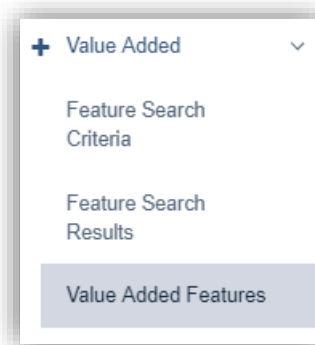 Value Added
Feature Search
Criteria
Feature Search
Results
Value Added Features